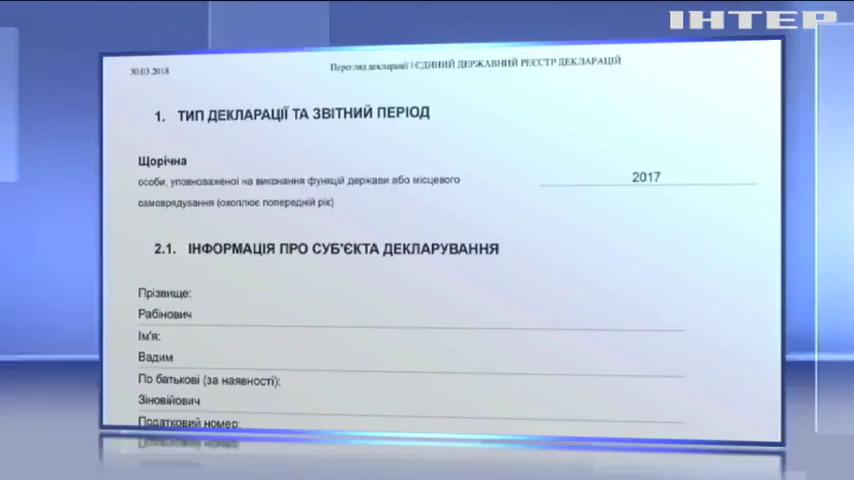 ІНТЕР
30.03.2018 Перегляд декларації | ЄДИНИЙ ДЕРЖАВНИЙ РЕЄСТР ДЕКЛАРАЦІЙ
1. ТИП ДЕКЛАРАЦІЇ ТА ЗВІТНИЙ ПЕРІОД
Щорічна
особи, уповноваженої на виконання функцій держави або місцевого 2017
самоврядування (охоплює попередній рік)
2.1. ІНФОРМАЦІЯ ПРО СУБ'ЄКТА ДЕКЛАРУВАННЯ
Прізвище:
Рабінович
Ім'я:
Вадим
По батькові (за наявності):
Зіновійович
Податковий номер: